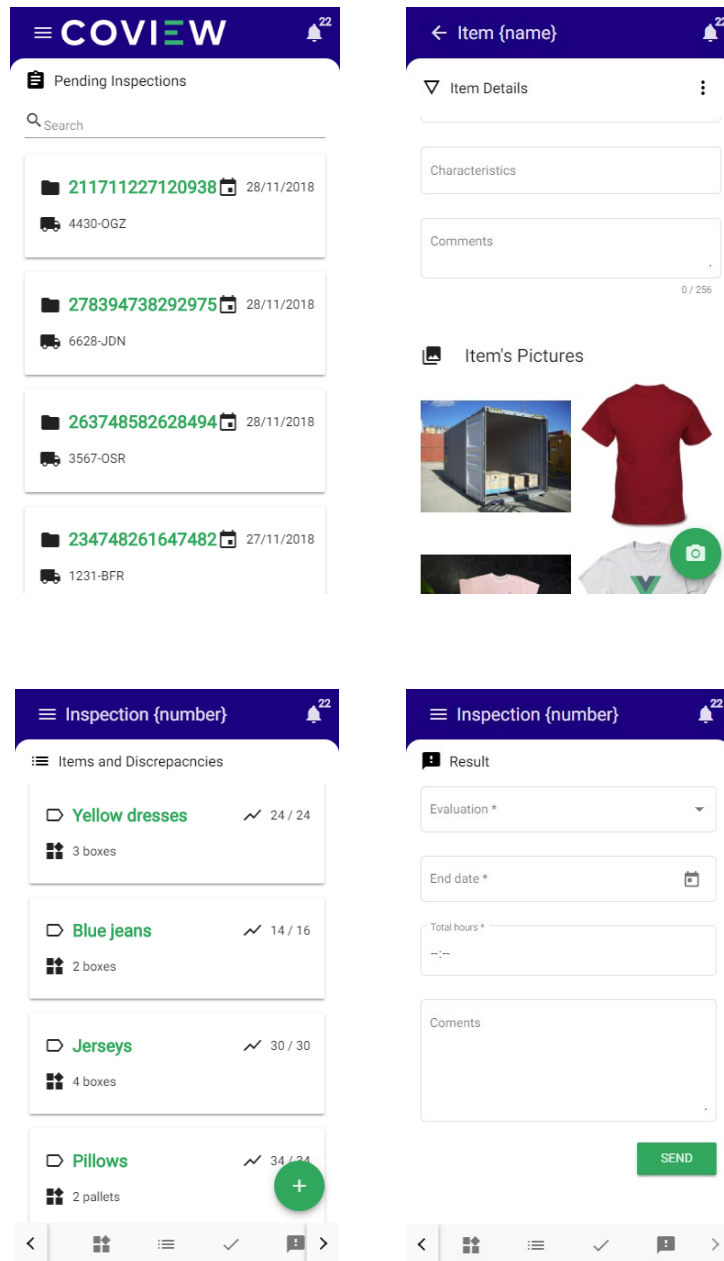 COVIEW
22
Pending Inspections
Search
211711227120938 28/11/2018
4430-OGZ
278394738292975 28/11/2018
6628-JDN
263748582628494 28/11/2018
3567-OSR
234748261647482 27/11/2018
1231-BFR
Item {name}
22
Item Details
Characteristics
Comments
0 / 256
Item's Pictures
Inspection {number}
22
Items and Discrepacncies
Yellow dresses 24 / 24
3 boxes
Blue jeans 14 / 16
2 boxes
Jerseys 30 / 30
4 boxes
Pillows 34 / 34
2 pallets
Inspection {number}
22
Result
Evaluation *
End date *
Total hours *
--:--
Coments
SEND